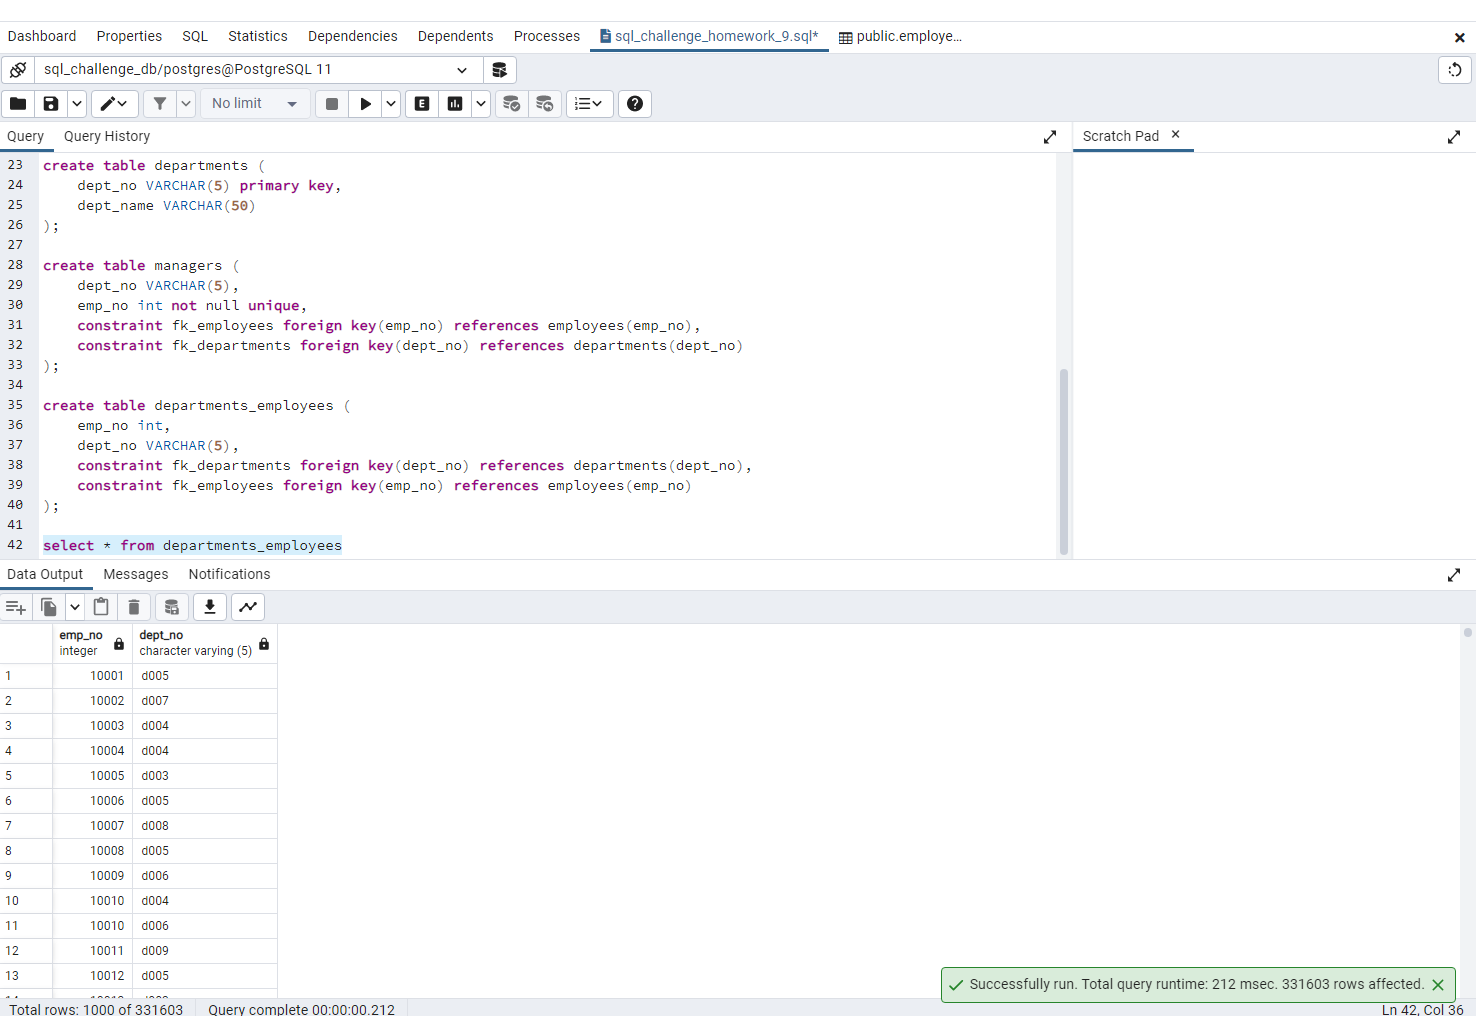 Dashboard Properties SQL Statistics Dependencies Dependents Processes sql_challenge_homework_9.sql* public.employe...
sql_challenge_db/postgres@PostgreSQL 11
No limit E
Query Query History Scratch Pad
23 create table departments (
24 dept_no VARCHAR(5) primary key,
25 dept_name VARCHAR(50)
26 );
27
28 create table managers (
29 dept_no VARCHAR(5),
30 emp_no int not null unique,
31 constraint fk_employees foreign key(emp_no) references employees(emp_no),
32 constraint fk_departments foreign key(dept_no) references departments(dept_no)
33 );
34
35 create table departments_employees (
36 emp_no int,
37 dept_no VARCHAR(5),
38 constraint fk_departments foreign key(dept_no) references departments(dept_no),
39 constraint fk_employees foreign key(emp_no) references employees(emp_no)
40 );
41
42 select * from departments_employees
Data Output Messages Notifications
emp_no dept_no
integer character varying (5)
1 10001 d005
2 10002 d007
3 10003 d004
4 10004 d004
5 10005 d003
6 10006 d005
7 10007 d008
8 10008 d005
9 10009 d006
10 10010 d004
11 10010 d006
12 10011 d009
13 10012 d005
Successfully run. Total query runtime: 212 msec. 331603 rows affected.
Total rows: 1000 of 331603 Query complete 00:00:00.212 Ln 42, Col 36